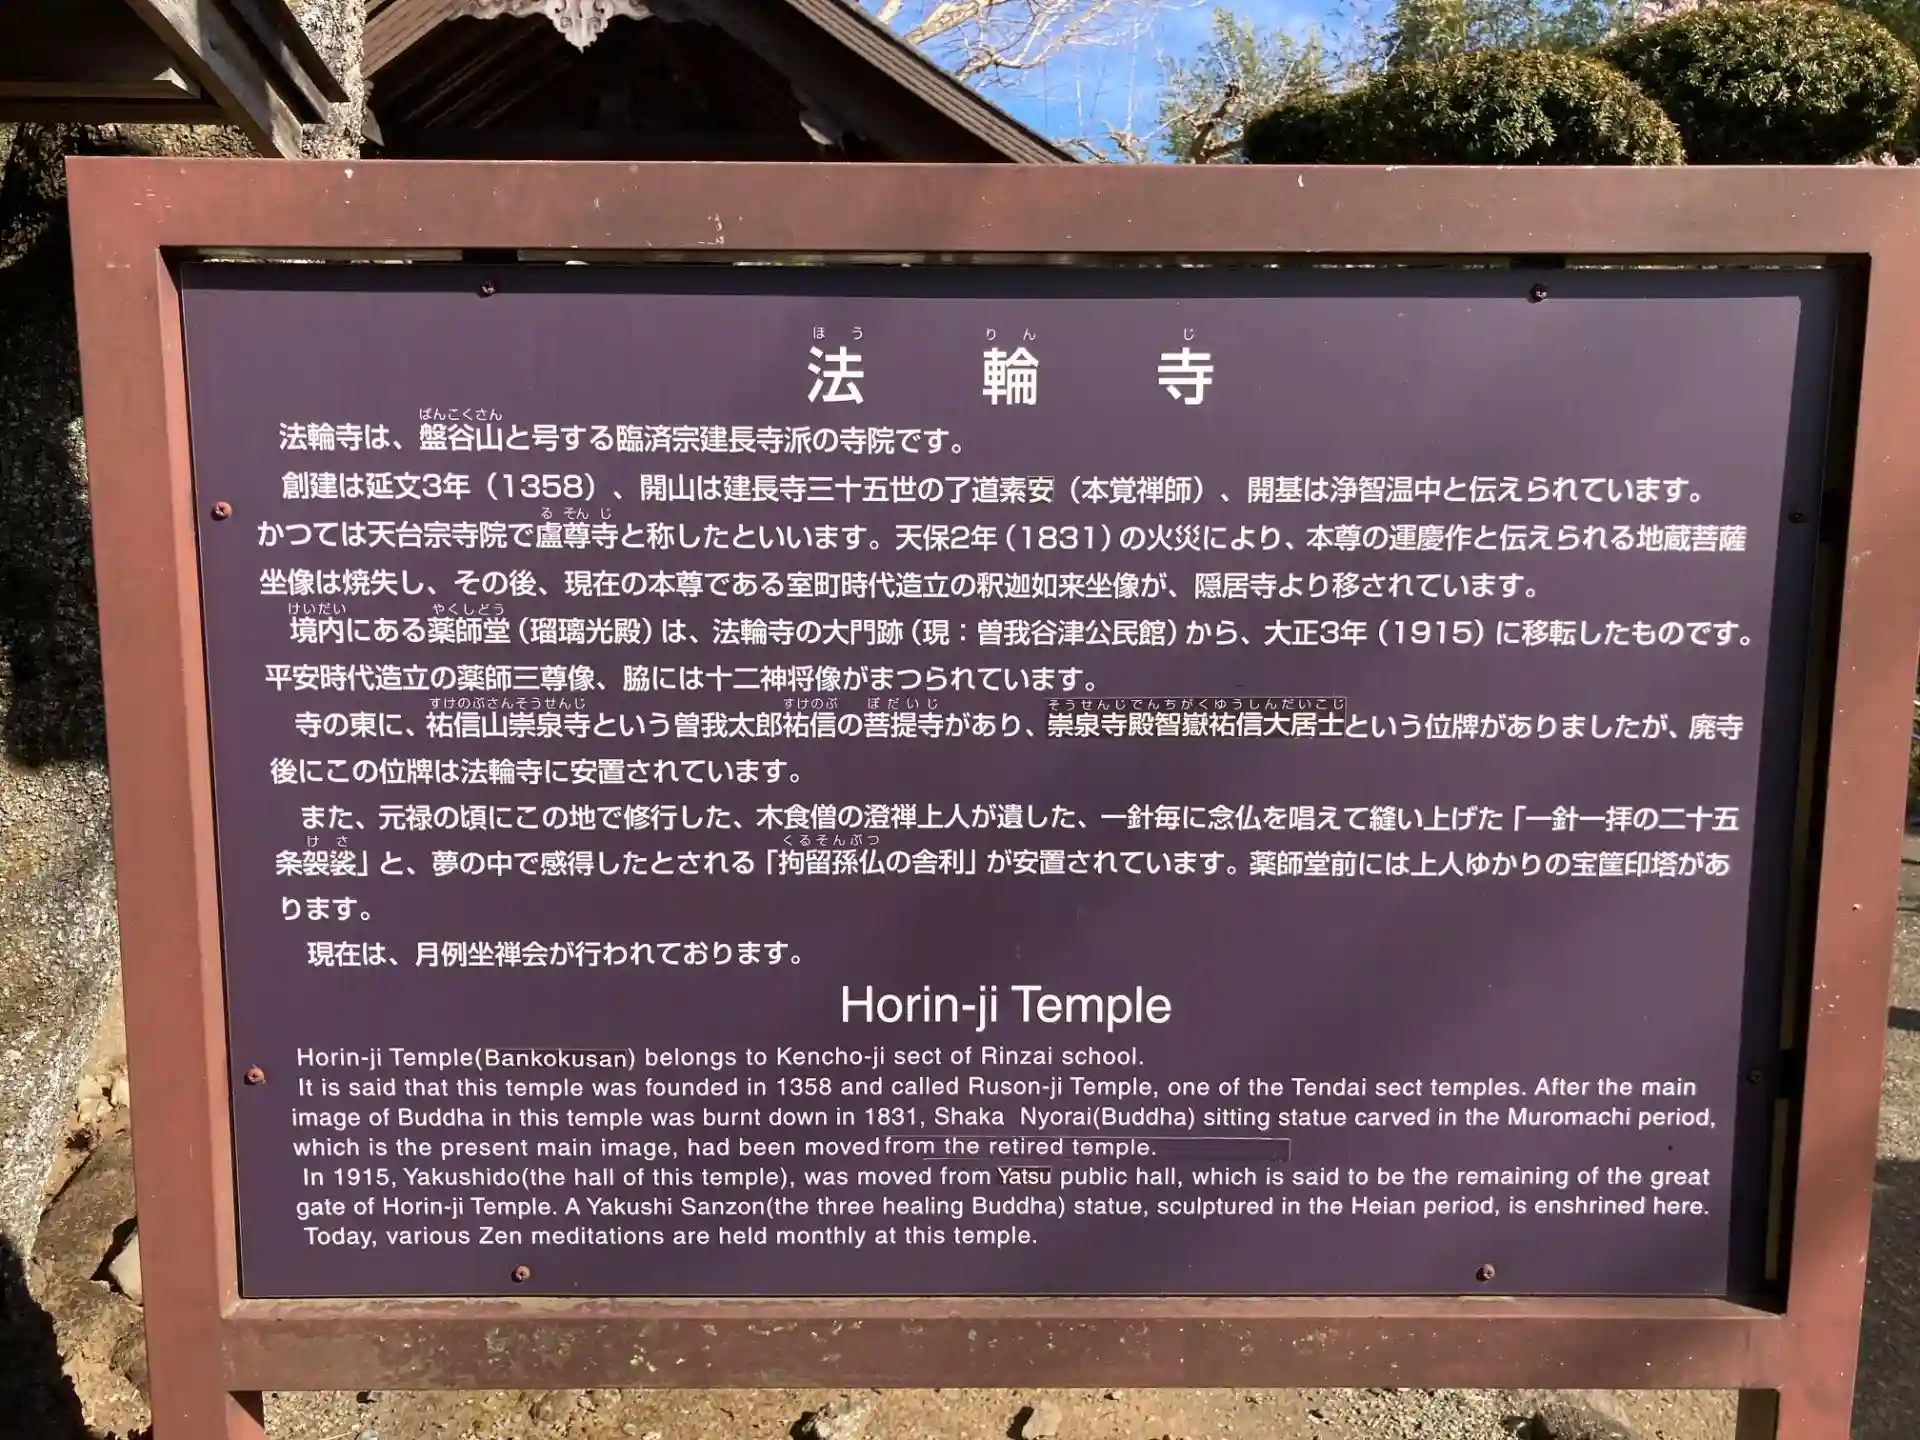 ほう りん じ
法輪寺
ばんこくさん
法輪寺は、盤谷山と号する臨済宗建長寺派の寺院です。
創建は延文3年（1358）、開山は建長寺三十五世の了道素安（本覚禅師）、開基は浄智温中と伝えられています。
る そん じ
かつては天台宗寺院で盧尊寺と称したといいます。天保2年（1831）の火災により、本尊の運慶作と伝えられる地蔵菩薩
坐像は焼失し、その後、現在の本尊である室町時代造立の釈迦如来坐像が、隠居寺より移されています。
けいだい やくしどう
境内にある薬師堂（瑠璃光殿）は、法輪寺の大門跡（現：曽我谷津公民館）から、大正3年（1915）に移転したものです。
平安時代造立の薬師三尊像、脇には十二神将像がまつられています。
すけのぶさんそうせんじ すけのぶ ぼだいじ そうせんじでんちがくゆうしんだいこじ
寺の東に、祐信山崇泉寺という曽我太郎祐信の菩提寺があり、崇泉寺殿智嶽祐信大居士という位牌がありましたが、廃寺
後にこの位牌は法輪寺に安置されています。
また、元禄の頃にこの地で修行した、木食僧の澄禅上人が遺した、一針毎に念仏を唱えて縫い上げた「一針一拝の二十五
けさ くるそんぶつ
条袈裟」と、夢の中で感得したとされる「拘留孫仏の舎利」が安置されています。薬師堂前には上人ゆかりの宝篋印塔があ
ります。
現在は、月例坐禅会が行われております。
Horin-ji Temple
Horin-ji Temple(Bankokusan) belongs to Kencho-ji sect of Rinzai school.
It is said that this temple was founded in 1358 and called Ruson-ji Temple, one of the Tendai sect temples. After the main
image of Buddha in this temple was burnt down in 1831, Shaka Nyorai(Buddha) sitting statue carved in the Muromachi period,
which is the present main image, had been moved from the retired temple.
In 1915, Yakushido(the hall of this temple), was moved from Yatsu public hall, which is said to be the remaining of the great
gate of Horin-ji Temple. A Yakushi Sanzon(the three healing Buddha) statue, sculptured in the Heian period, is enshrined here.
Today, various Zen meditations are held monthly at this temple.